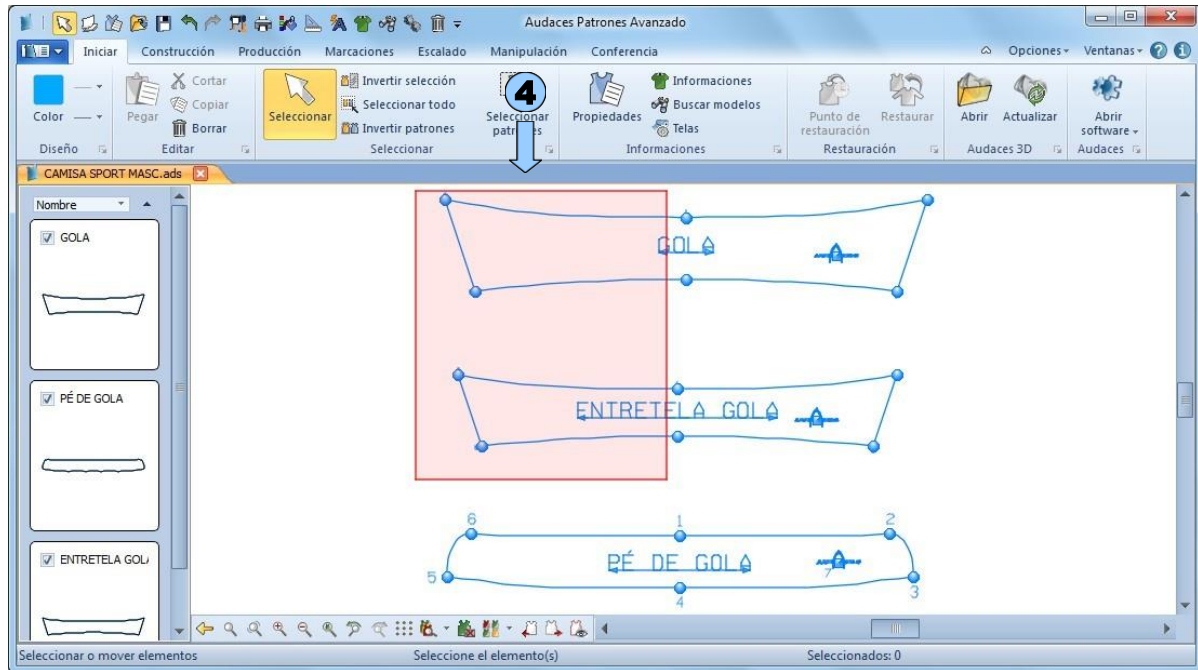 Audaces Patrones Avanzado
Iniciar Construcción Producción Marcaciones Escalado Manipulación Conferencia Opciones Ventanas
Color
Diseño
Pegar
Cortar
Copiar
Borrar
Editar
Seleccionar
Invertir selección
Seleccionar todo
Invertir patrones
Seleccionar
Seleccionar
4
Propiedades
Informaciones
Buscar modelos
Telas
Informaciones
Punto de
restauración
Restaurar
Restauración
Abrir
Actualizar
Audaces 3D
Abrir
software
Audaces
CAMISA SPORT MASC.ads
Nombre
GOLA
PÉ DE GOLA
ENTRETELA GOL
GOLA
ENTRETELA GOLA
6 1 2
PÉ DE GOLA
7
5 4 3
Seleccionar o mover elementos
Seleccione el elemento(s)
Seleccionados: 0